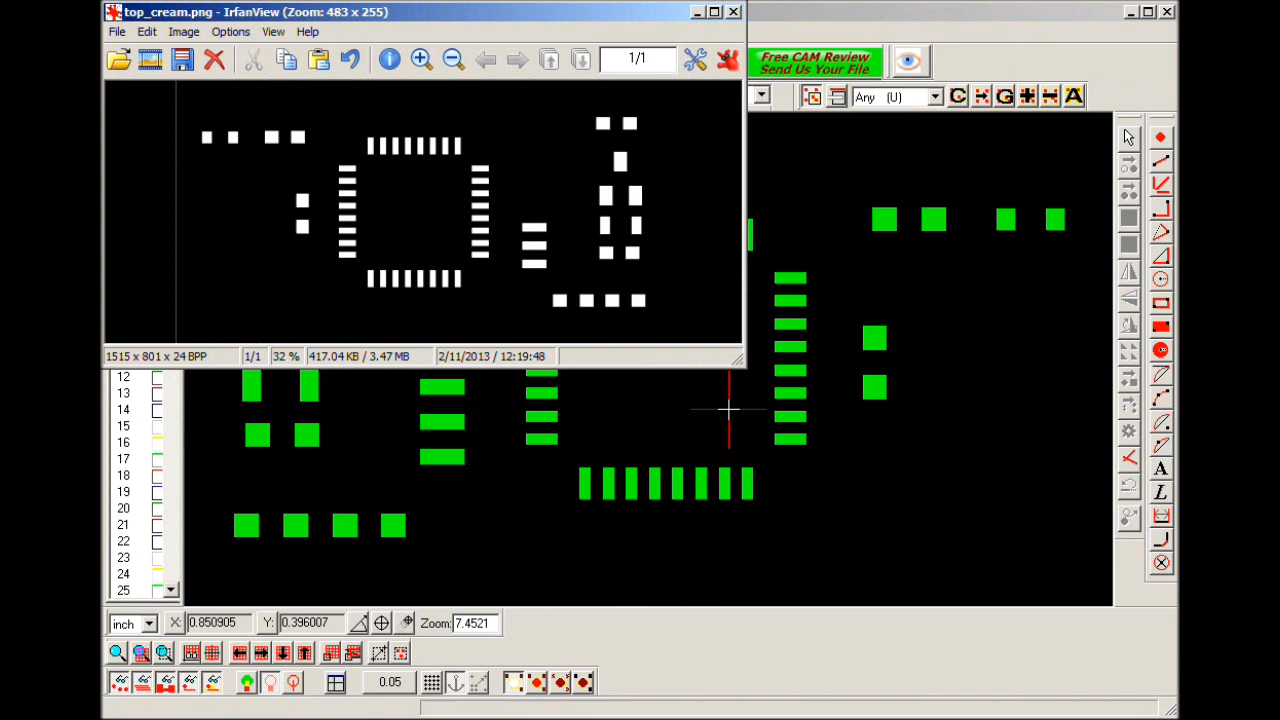 top_cream.png - IrfanView (Zoom: 483 x 255)
File Edit Image Options View Help
1/1
Free CAM Review
Send Us Your File
Any (U)
C G A
1515 x 801 x 24 BPP 1/1 32 % 417.04 KB / 3.47 MB 2/11/2013 / 12:19:48
12
13
14
15
16
17
18
19
20
21
22
23
24
25
A
L
inch X: 0.850905 Y: 0.396007 Zoom: 7.4521
0.05